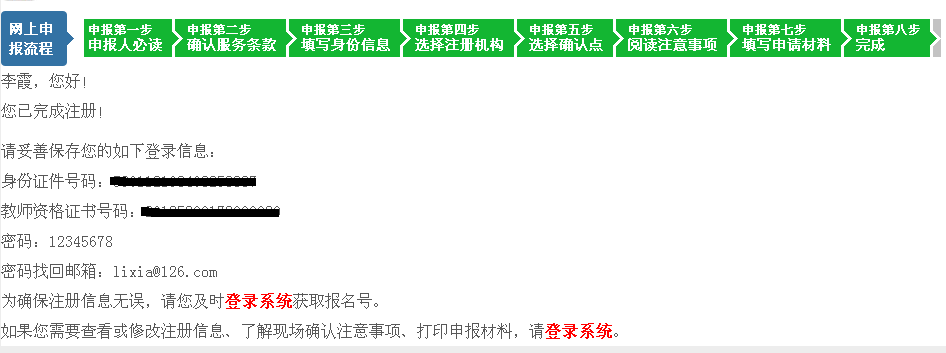 网上申
报流程
申报第一步
申报人必读
申报第二步
确认服务条款
申报第三步
填写身份信息
申报第四步
选择注册机构
申报第五步
选择确认点
申报第六步
阅读注意事项
申报第七步
填写申请材料
申报第八步
完成
李霞，您好！
您已完成注册！
请妥善保存您的如下登录信息：
身份证件号码：
教师资格证书号码：
密码：12345678
密码找回邮箱：lixia@126.com
为确保注册信息无误，请您及时登录系统获取报名号。
如果您需要查看或修改注册信息、了解现场确认注意事项、打印申报材料，请登录系统。